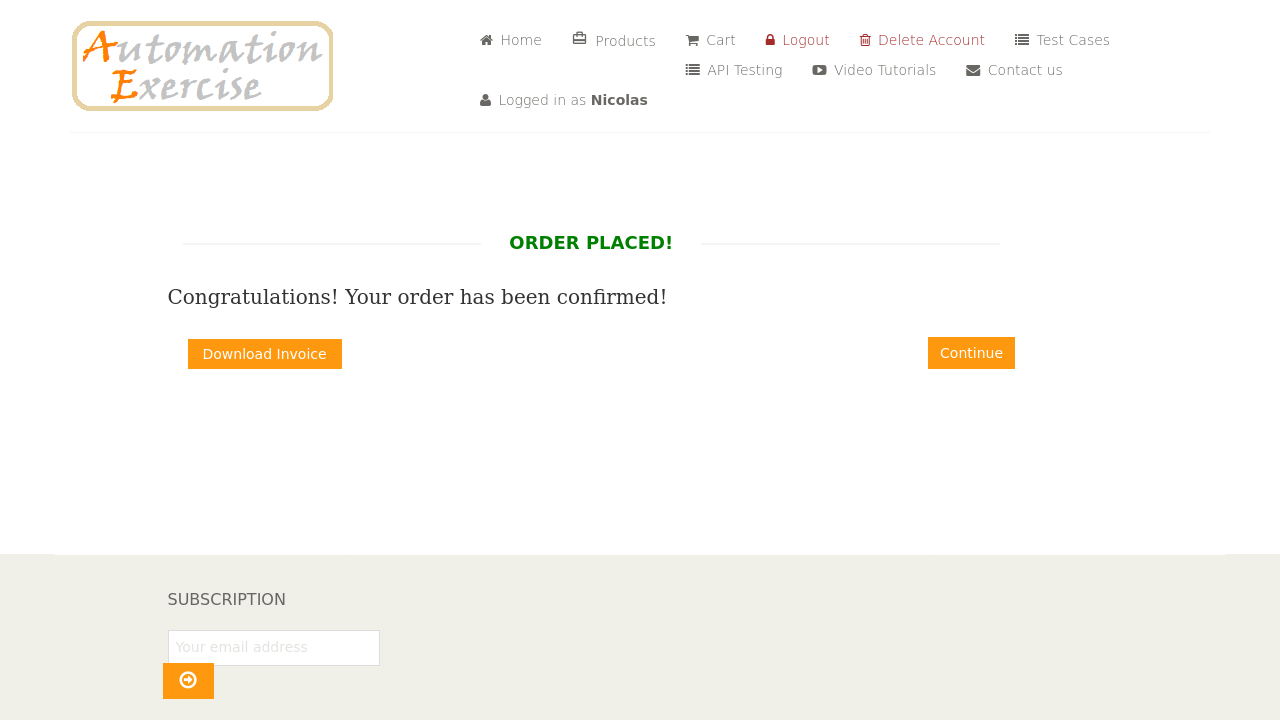 Automation
Exercise
Home
Products
Cart
Logout
Delete Account
Test Cases
API Testing
Video Tutorials
Contact us
Logged in as Nicolas
ORDER PLACED!
Congratulations! Your order has been confirmed!
Download Invoice
Continue
SUBSCRIPTION
Your email address